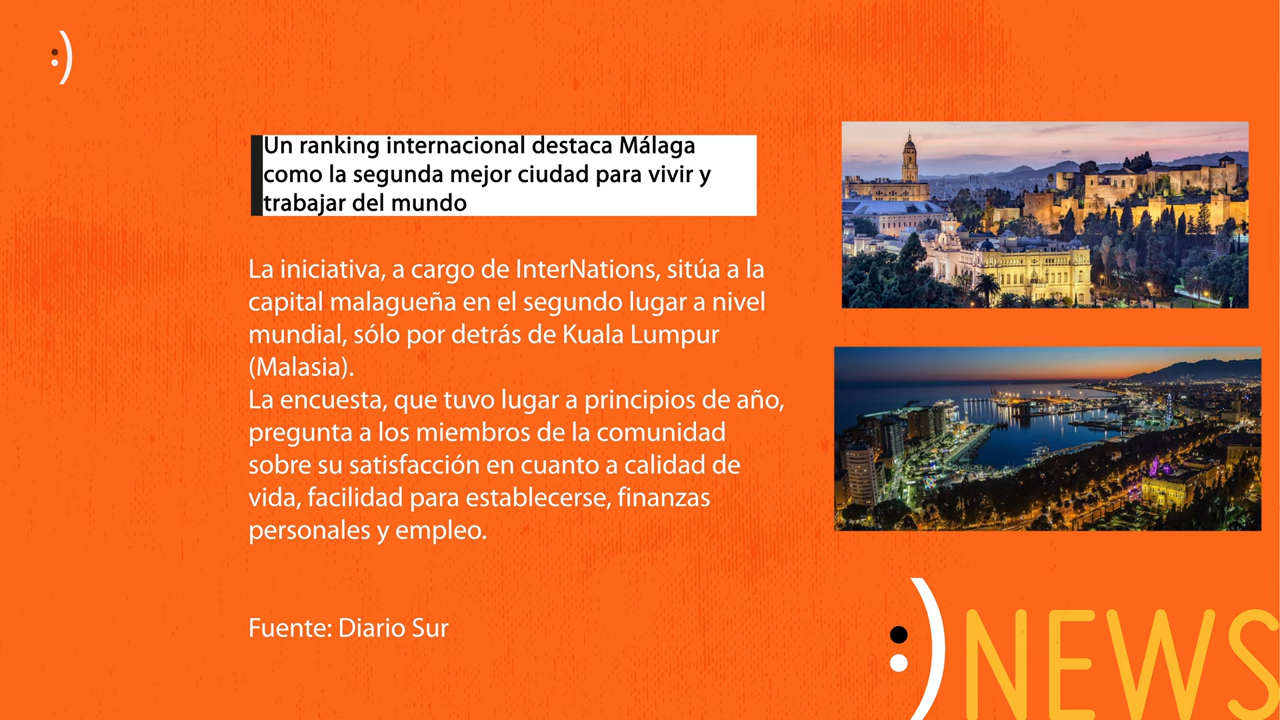 :)
Un ranking internacional destaca Málaga
como la segunda mejor ciudad para vivir y
trabajar del mundo
La iniciativa, a cargo de InterNations, sitúa a la
capital malagueña en el segundo lugar a nivel
mundial, sólo por detrás de Kuala Lumpur
(Malasia).
La encuesta, que tuvo lugar a principios de año,
pregunta a los miembros de la comunidad
sobre su satisfacción en cuanto a calidad de
vida, facilidad para establecerse, finanzas
personales y empleo.
Fuente: Diario Sur
:) NEWS